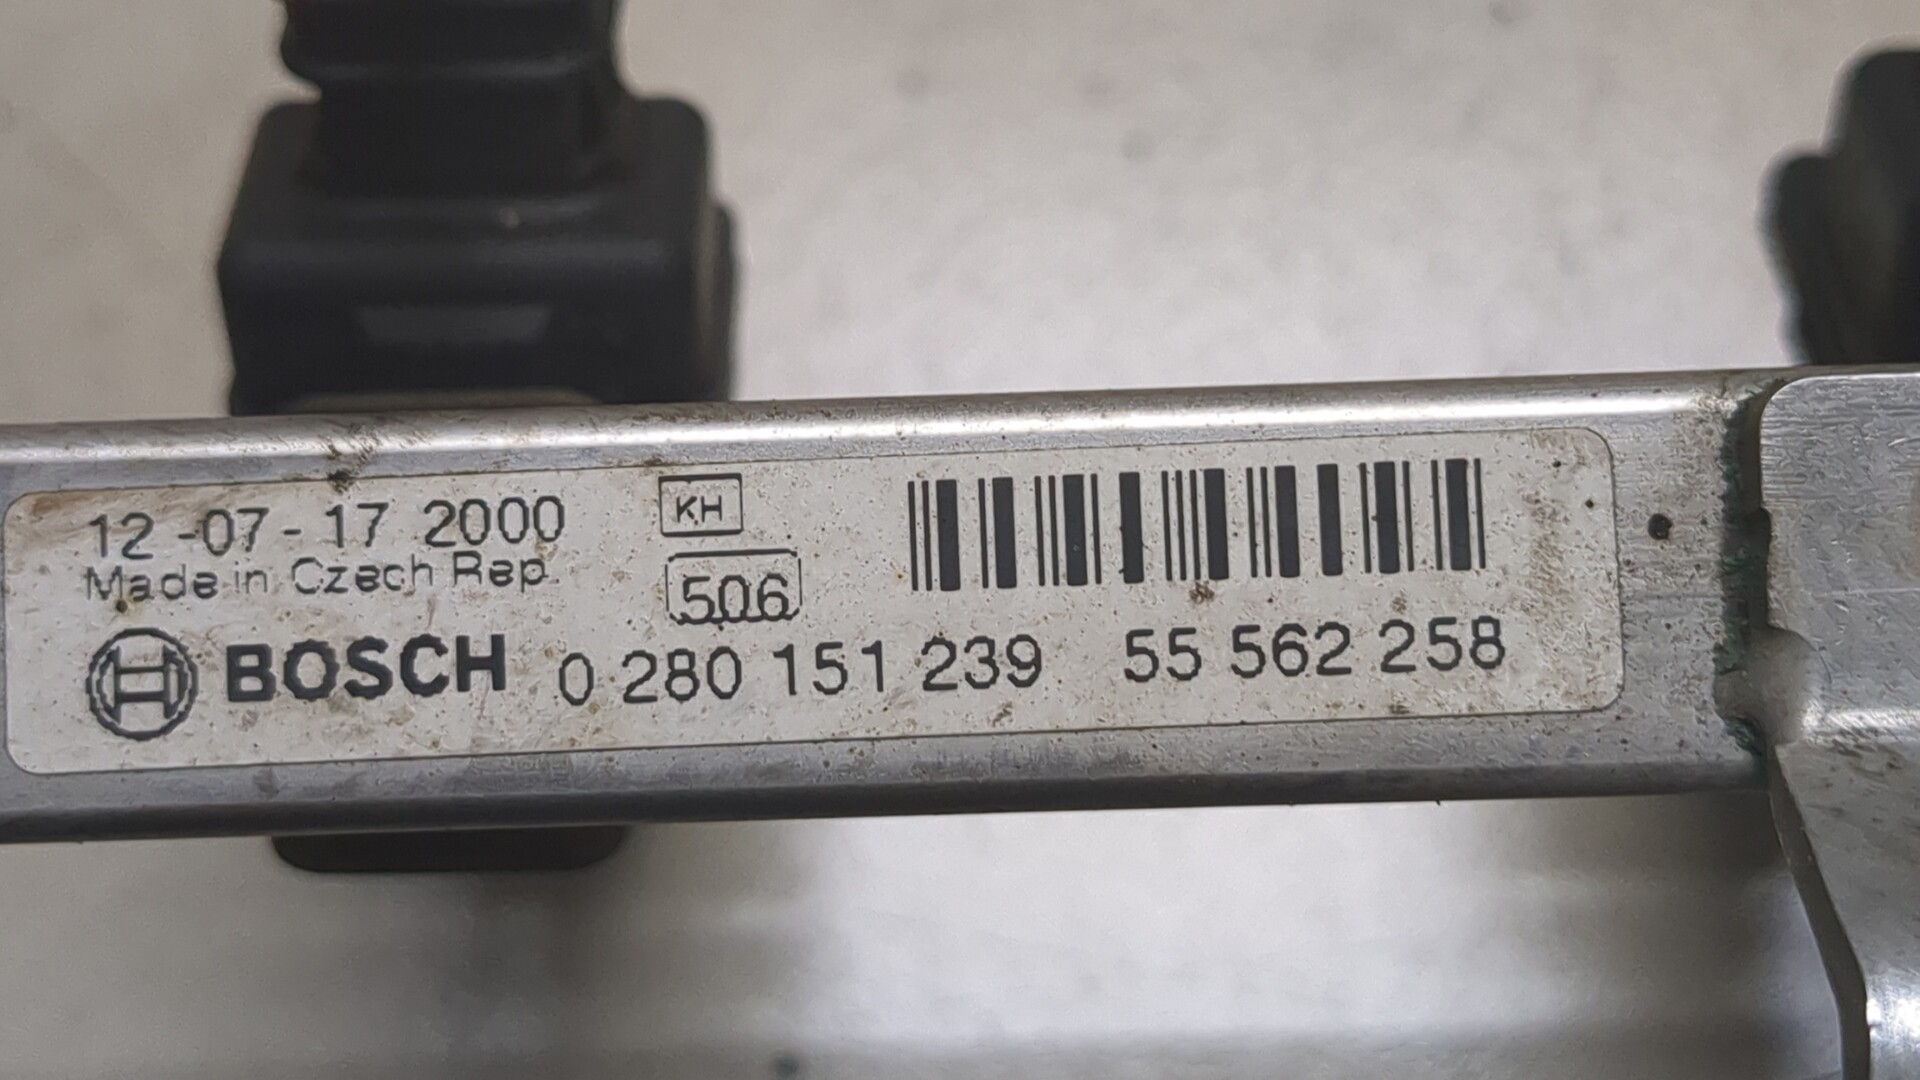 12-07-17 2000
Made in Czech Rep.
KH
506
BOSCH 0 280 151 239 55 562 258